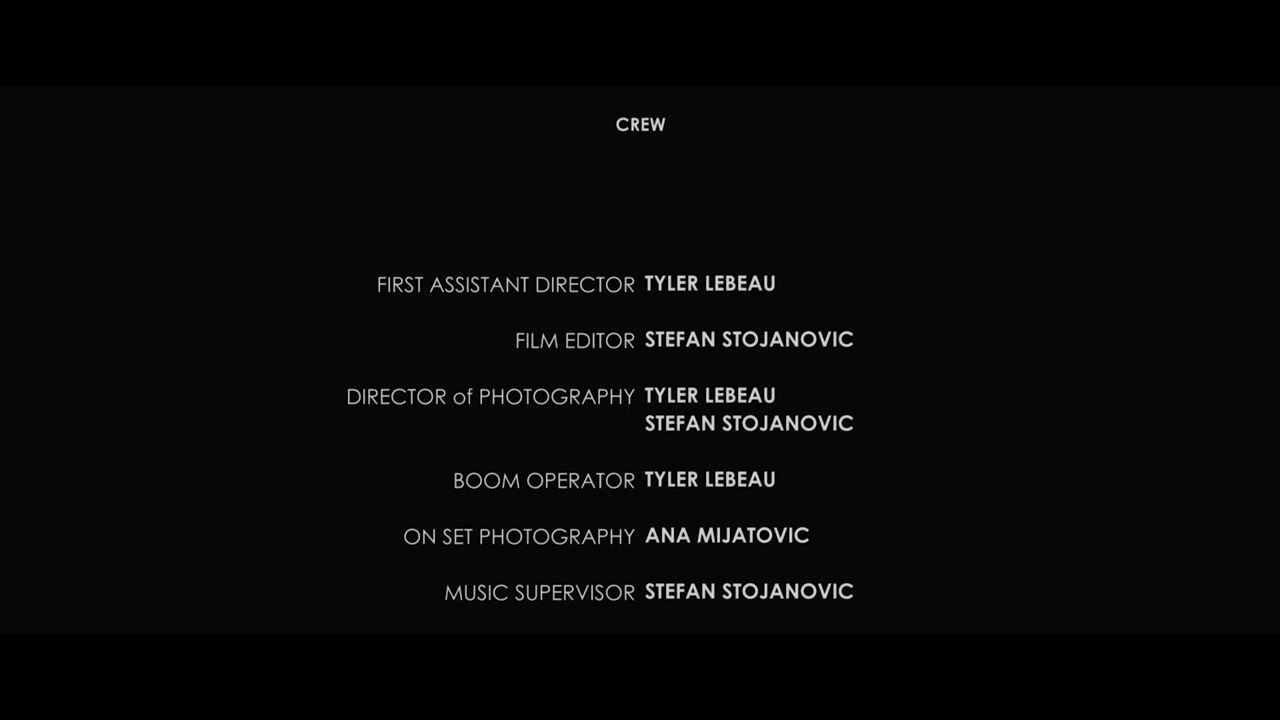 CREW
FIRST ASSISTANT DIRECTOR TYLER LEBEAU
FILM EDITOR STEFAN STOJANOVIC
DIRECTOR of PHOTOGRAPHY TYLER LEBEAU
STEFAN STOJANOVIC
BOOM OPERATOR TYLER LEBEAU
ON SET PHOTOGRAPHY ANA MIJATOVIC
MUSIC SUPERVISOR STEFAN STOJANOVIC